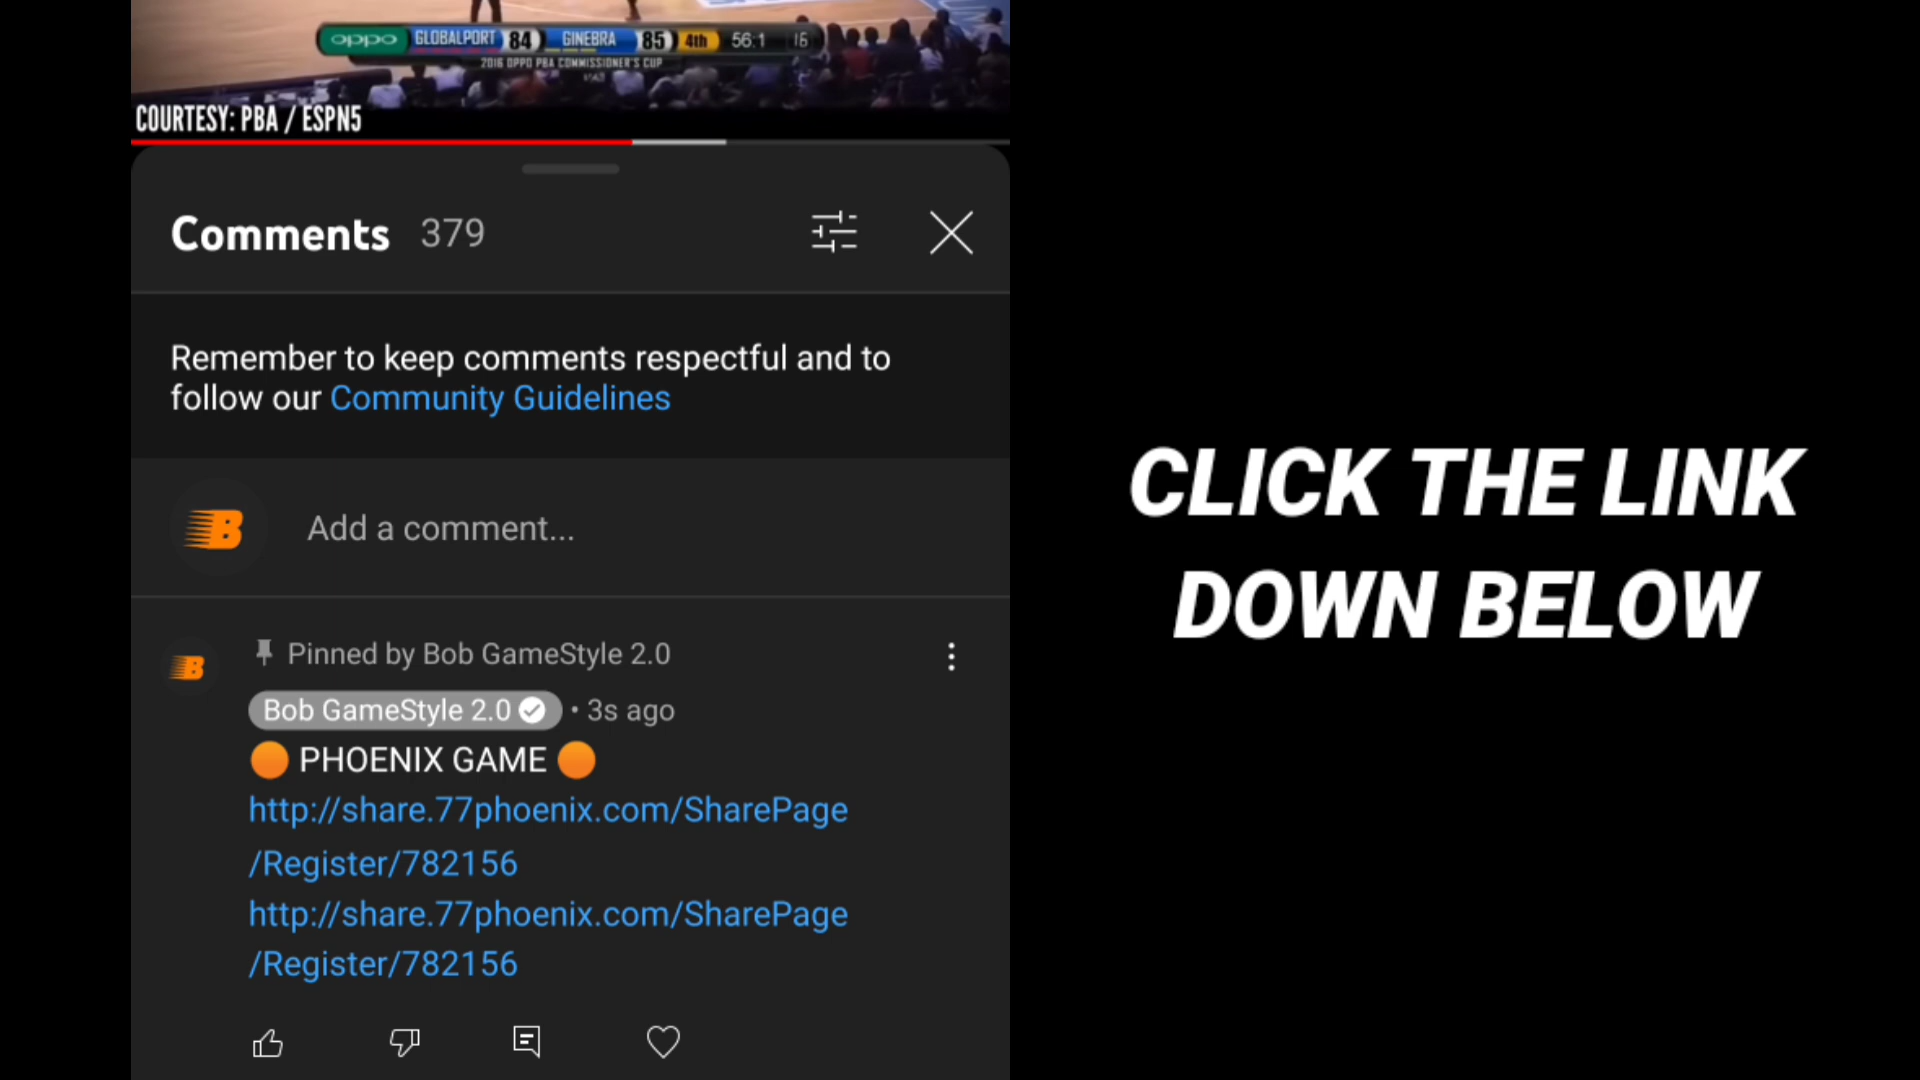 oppo GLOBALPORT 84 GINEBRA 85 4th 56:1 16
2016 OPPO PBA COMMISSIONER'S CUP
COURTESY: PBA / ESPN5
Comments 379
Remember to keep comments respectful and to
follow our Community Guidelines
B Add a comment...
Pinned by Bob GameStyle 2.0
B
Bob GameStyle 2.0 • 3s ago
PHOENIX GAME
http://share.77phoenix.com/SharePage
/Register/782156
http://share.77phoenix.com/SharePage
/Register/782156
CLICK THE LINK
DOWN BELOW